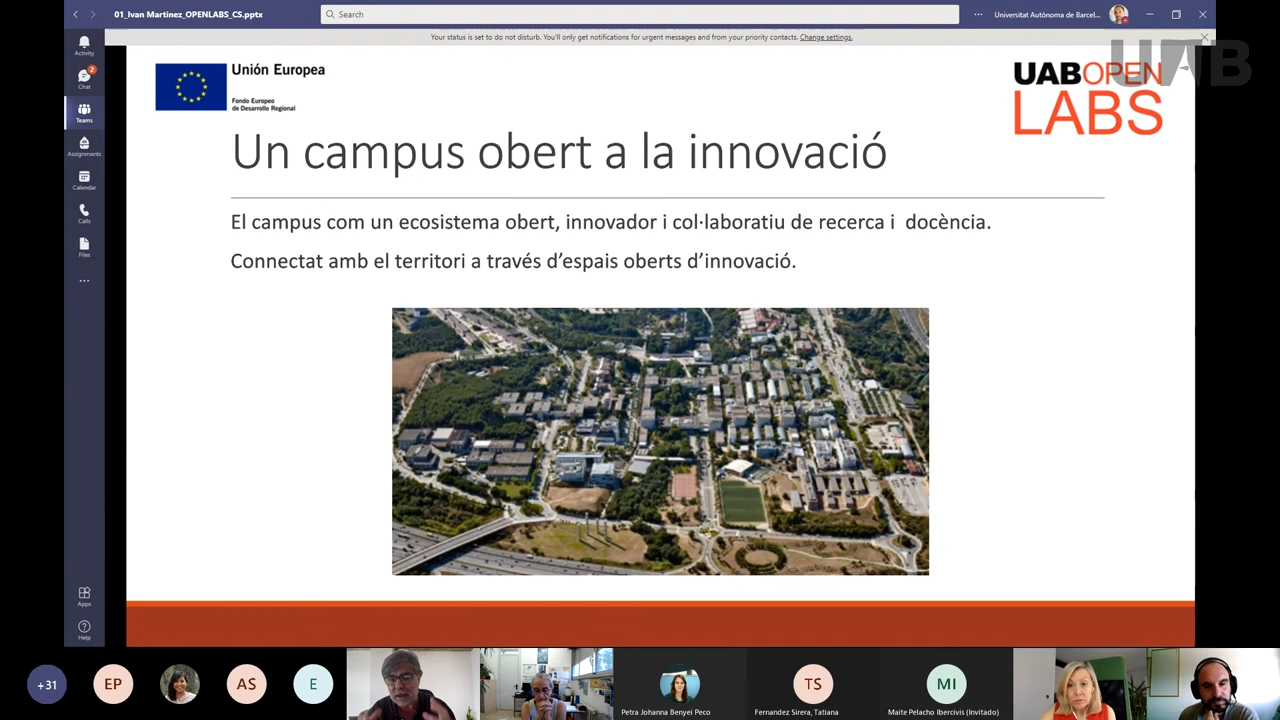 01_Ivan Martinez_OPENLABS_CS.pptx
Search
Universitat Autònoma de Barcel...
Your status is set to do not disturb. You'll only get notifications for urgent messages and from your priority contacts. Change settings.
Activity
2
Chat
Teams
Assignments
Calendar
Calls
Files
Apps
Help
Unión Europea
Fondo Europeo
de Desarrollo Regional
UAB
UABOPEN
LABS
Un campus obert a la innovació
El campus com un ecosistema obert, innovador i col·laboratiu de recerca i docència.
Connectat amb el territori a través d'espais oberts d'innovació.
+31
EP
AS
E
Petra Johanna Benyei Peco
TS
Fernandez Sirera, Tatiana
MI
Maite Pelacho Ibercivis (Invitado)